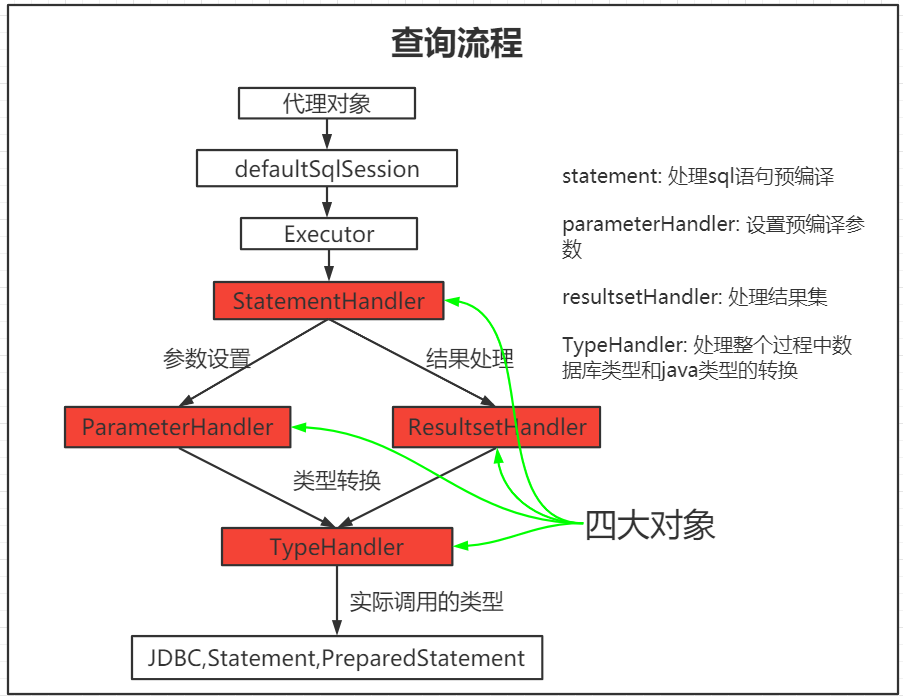 查询流程
代理对象
defaultSqlSession
Executor
StatementHandler
参数设置
结果处理
ParameterHandler
ResultsetHandler
类型转换
TypeHandler
实际调用的类型
JDBC,Statement,PreparedStatement
statement: 处理sql语句预编译
parameterHandler: 设置预编译参
数
resultsetHandler: 处理结果集
TypeHandler: 处理整个过程中数
据库类型和java类型的转换
四大对象